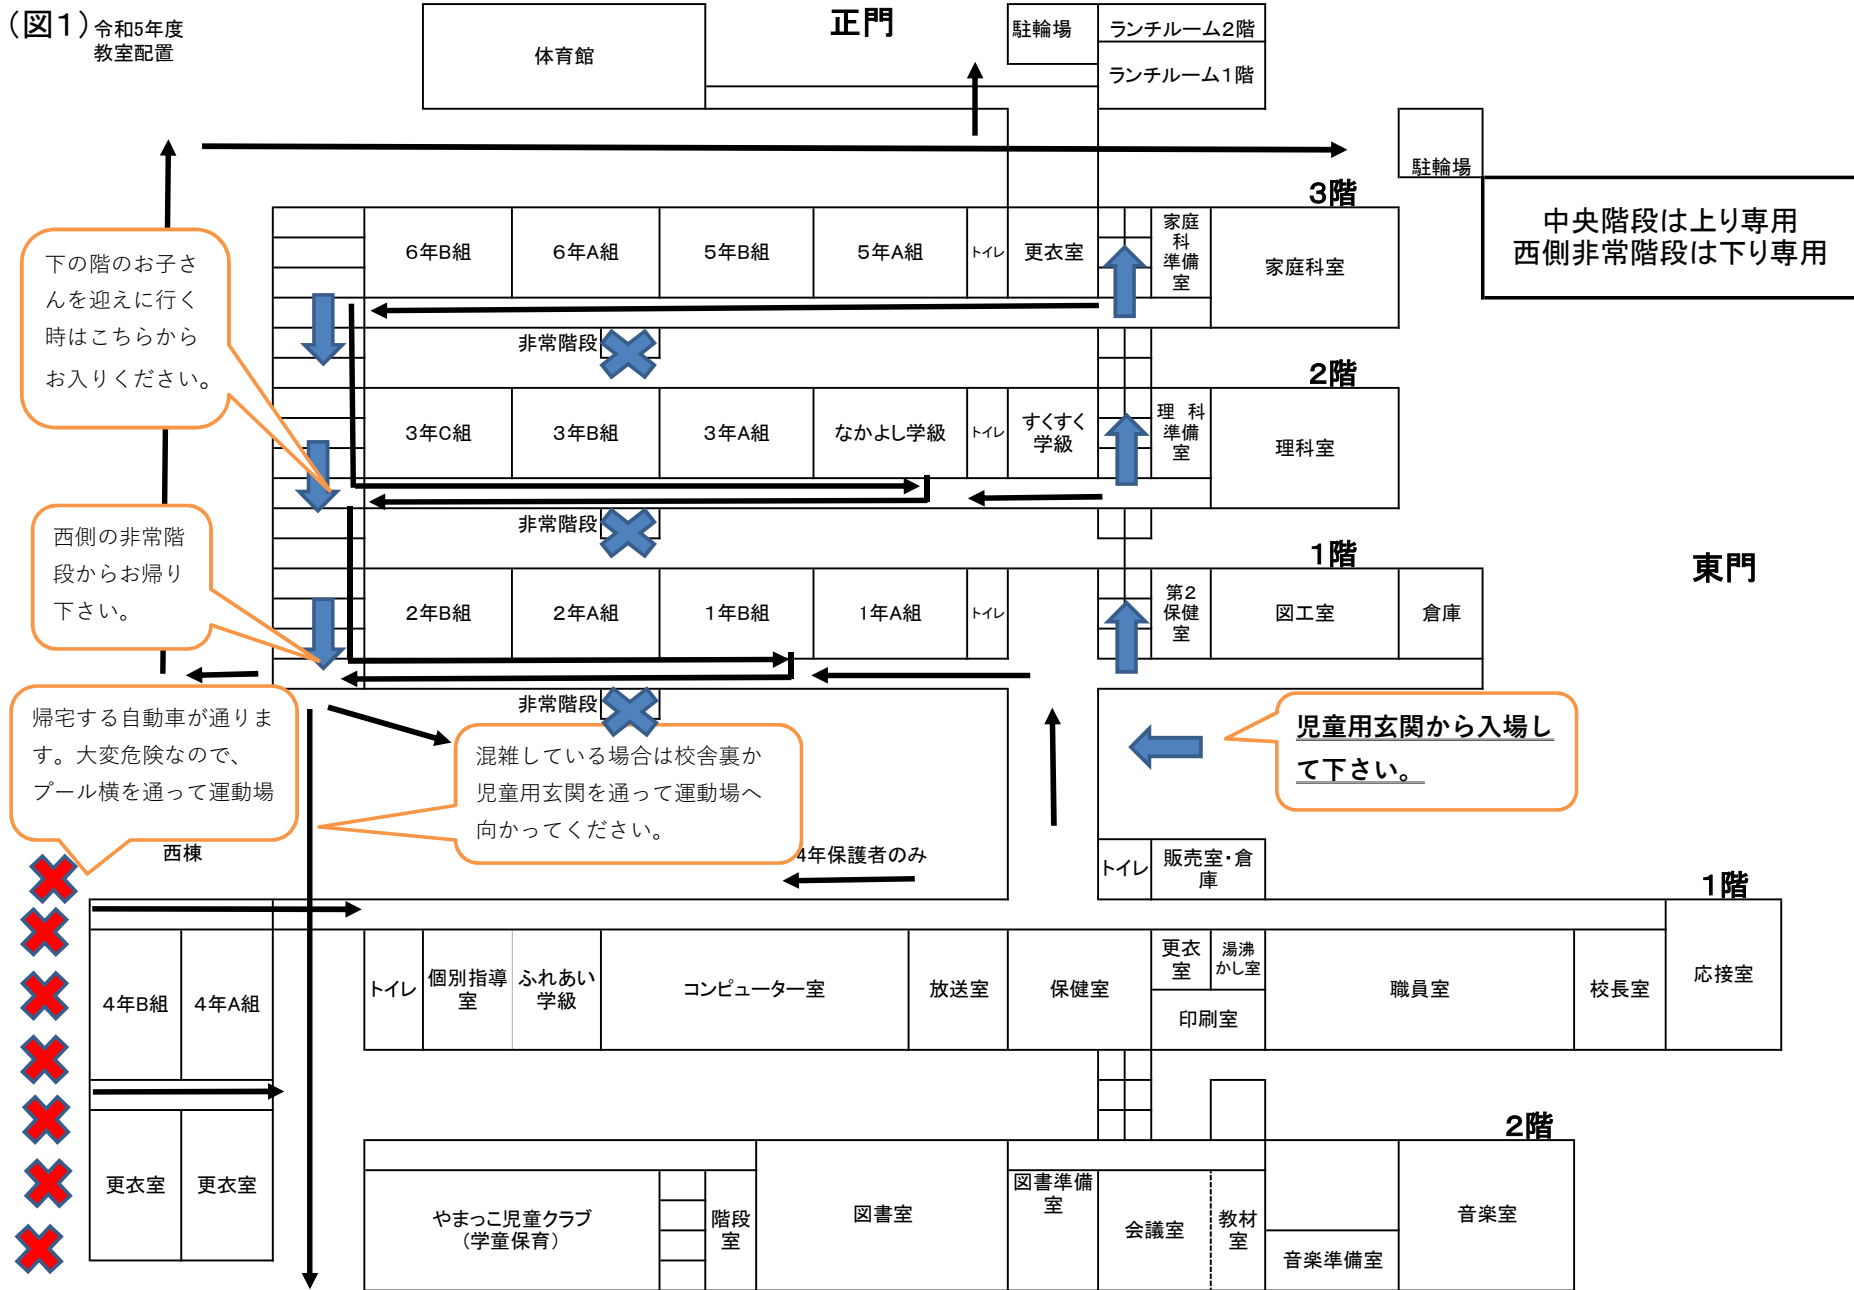 (図1)
令和5年度
教室配置
体育館
正門
駐輪場
ランチルーム2階
ランチルーム1階
駐輪場
中央階段は上り専用
西側非常階段は下り専用
3階
6年B組
6年A組
5年B組
5年A組
トイレ
更衣室
家庭
科
準備
室
家庭科室
下の階のお子さ
んを迎えに行く
時はこちらから
お入りください。
非常階段
2階
3年C組
3年B組
3年A組
なかよし学級
トイレ
すくすく
学級
理 科
準備
室
理科室
非常階段
西側の非常階
段からお帰り
下さい。
1階
東門
2年B組
2年A組
1年B組
1年A組
トイレ
第2
保健
室
図工室
倉庫
非常階段
帰宅する自動車が通りま
す。大変危険なので、
プール横を通って運動場
混雑している場合は校舎裏か
児童用玄関を通って運動場へ
向かってください。
児童用玄関から入場し
て下さい。
西棟
4年保護者のみ
トイレ
販売室・倉
庫
1階
4年B組
4年A組
トイレ
個別指導
室
ふれあい
学級
コンピューター室
放送室
保健室
更衣
室
湯沸
かし室
印刷室
職員室
校長室
応接室
2階
更衣室
更衣室
やまっこ児童クラブ
(学童保育)
階段
室
図書室
図書準備
室
会議室
教材
室
音楽準備室
音楽室